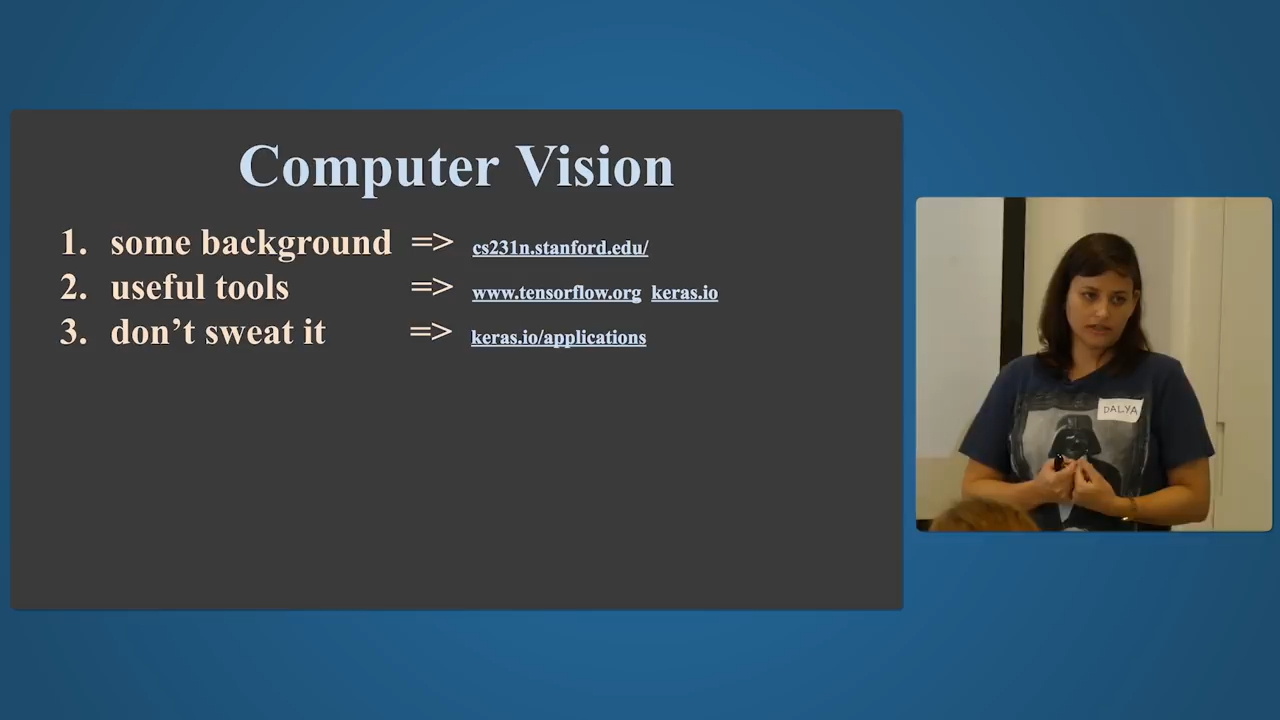 Computer Vision
1. some background => cs231n.stanford.edu/
2. useful tools => www.tensorflow.org keras.io
3. don’t sweat it => keras.io/applications
DALYA